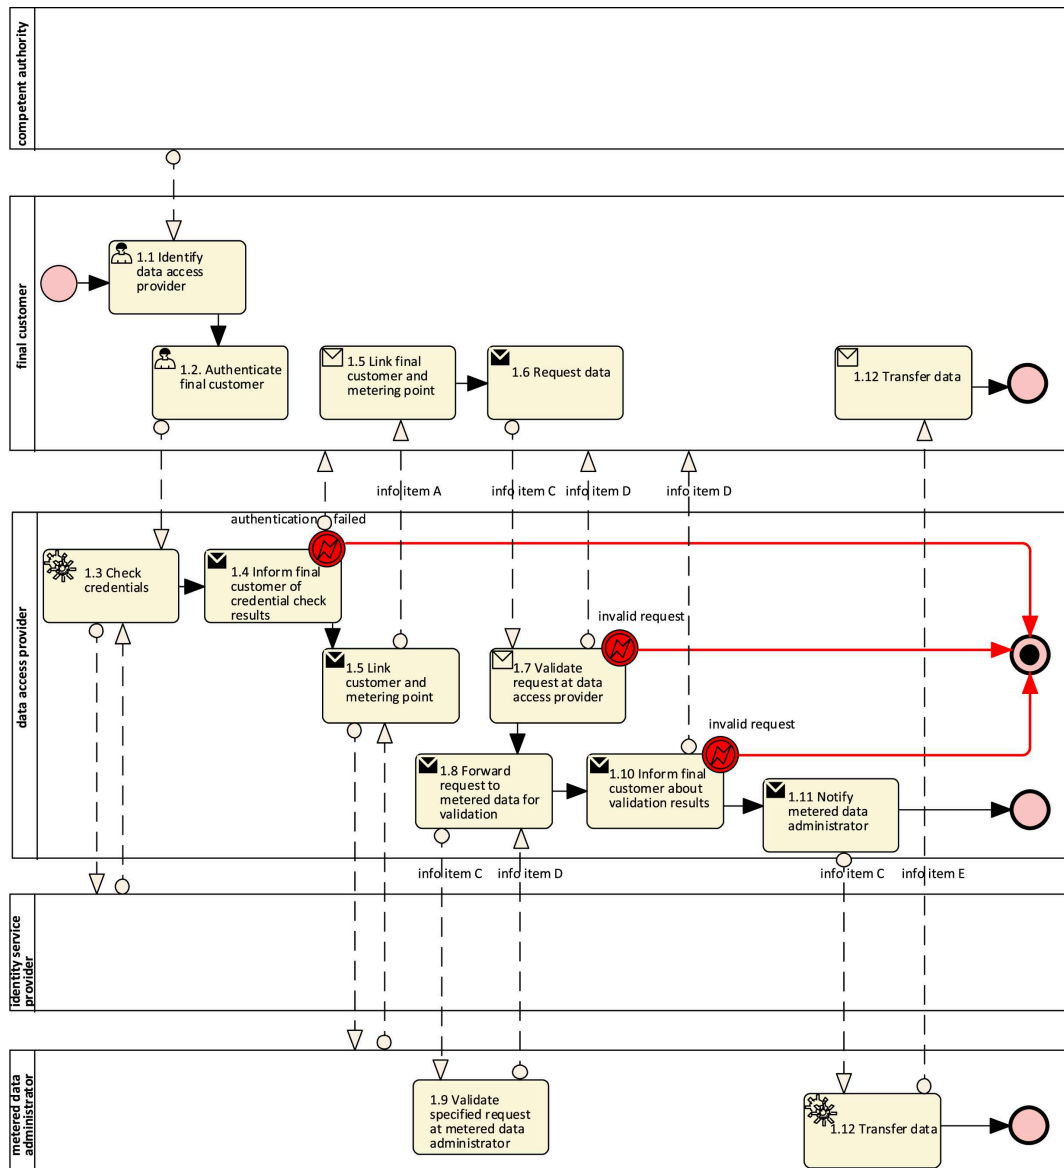 competent authority
final customer
1.1 Identify
data access
provider
1.2. Authenticate
final customer
1.5 Link final
customer and
metering point
1.6 Request data
1.12 Transfer data
info item A
info item C
info item D
info item D
data access provider
authentication failed
1.3 Check
credentials
1.4 Inform final
customer of
credential check
results
invalid request
1.5 Link
customer and
metering point
1.7 Validate
request at data
access provider
invalid request
1.8 Forward
request to
metered data for
validation
1.10 Inform final
customer about
validation results
1.11 Notify
metered data
administrator
info item C
info item D
info item C
info item E
identity service
provider
metered data
administrator
1.9 Validate
specified request
at metered data
administrator
1.12 Transfer data